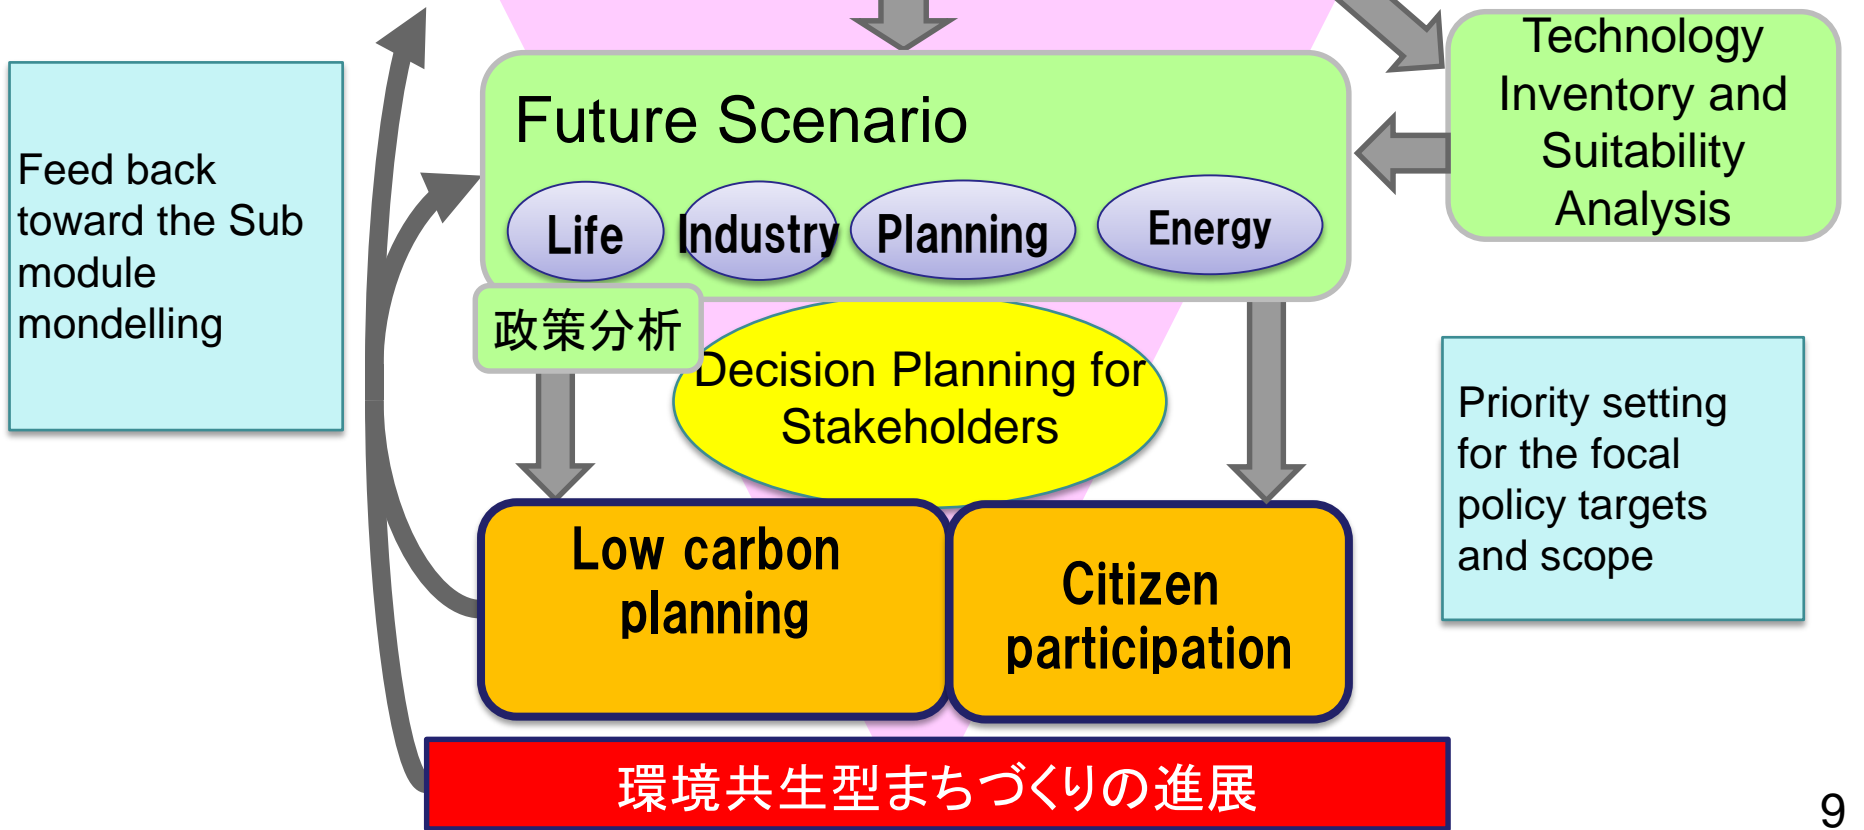 Technology
Inventory and
Suitability
Analysis
Future Scenario
Life
Industry
Planning
Energy
Feed back
toward the Sub
module
mondelling
政策分析
Decision Planning for
Stakeholders
Priority setting
for the focal
policy targets
and scope
Low carbon
planning
Citizen
participation
環境共生型まちづくりの進展
9